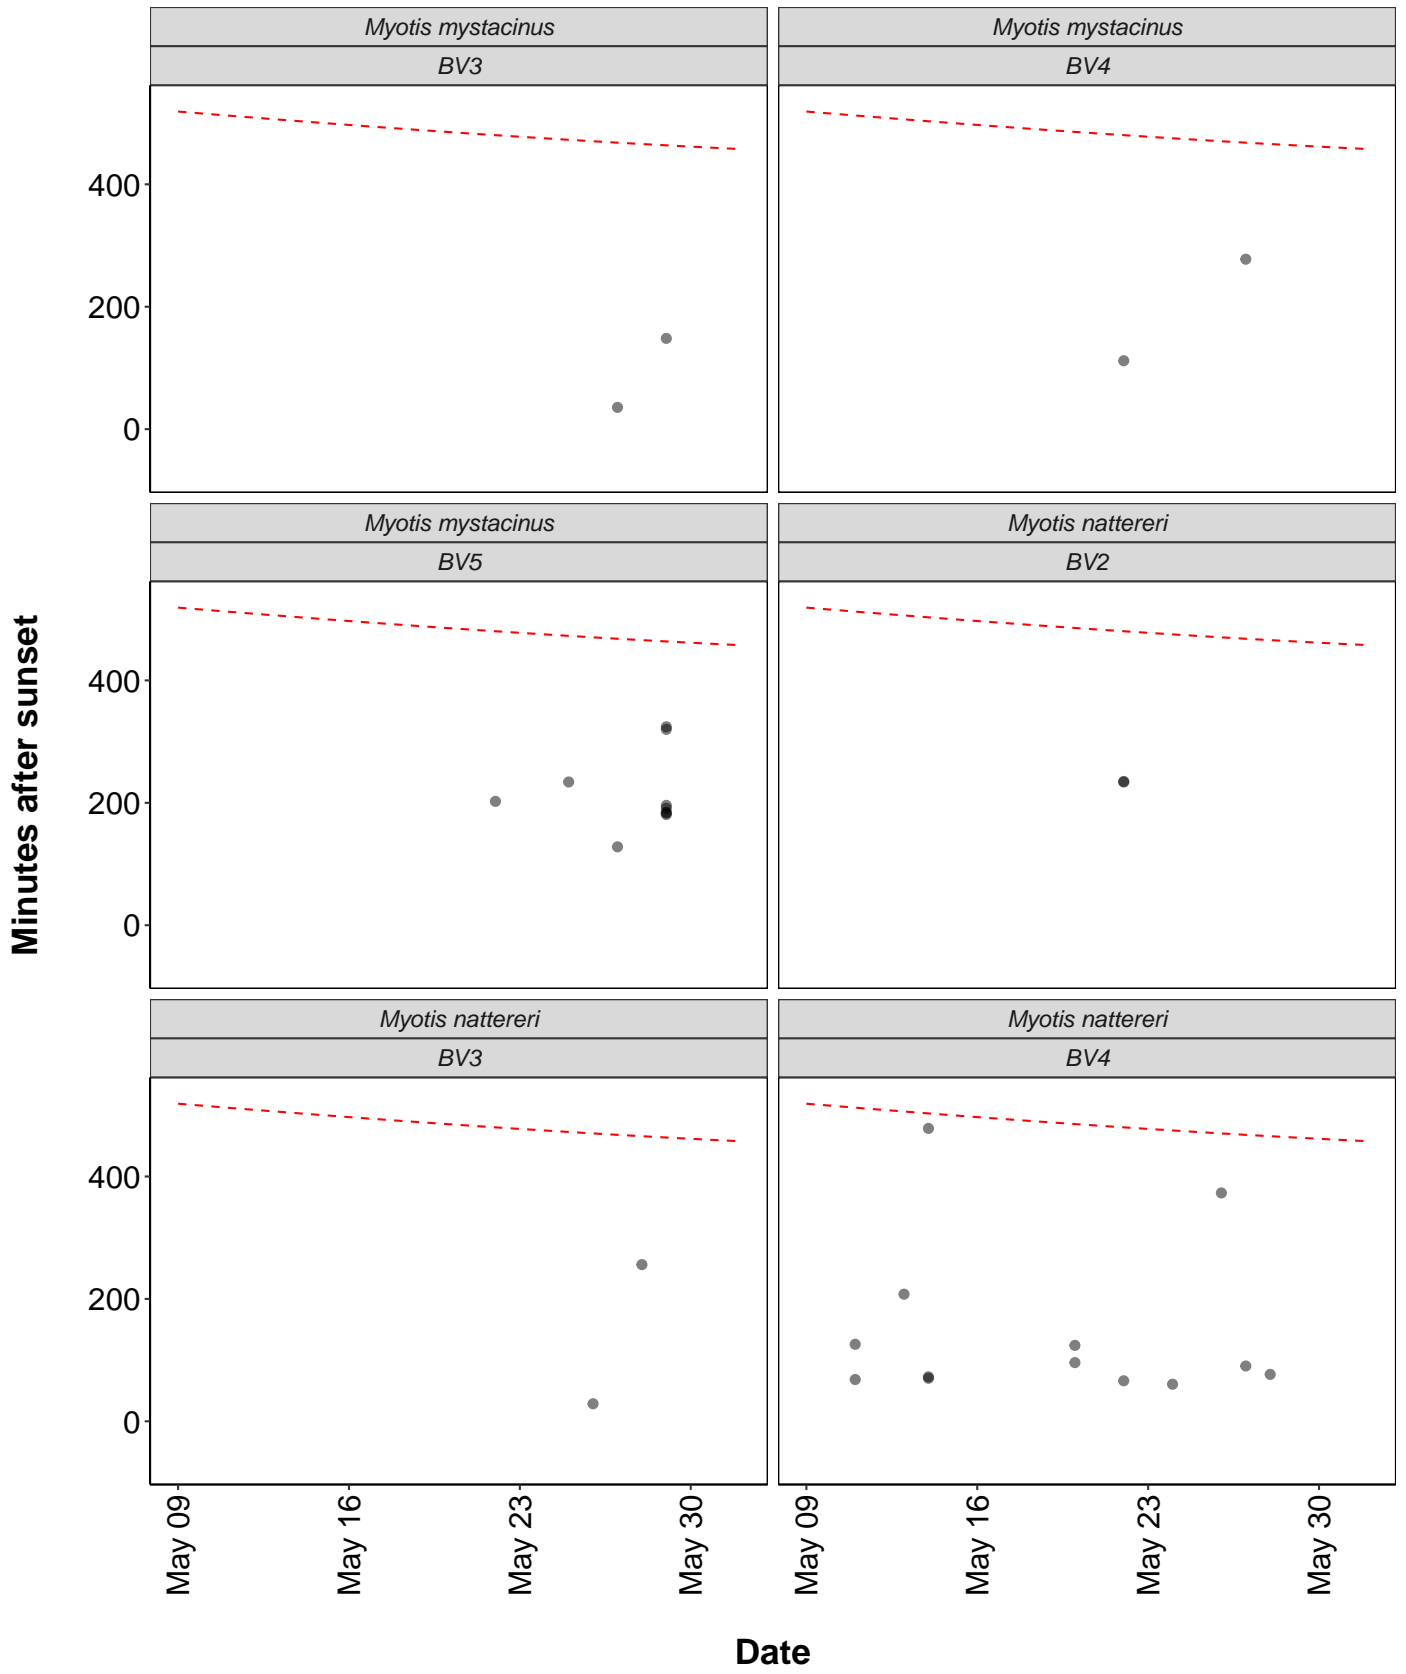 Myotis mystacinus
Myotis mystacinus
BV3
BV4
400
200
0
Myotis mystacinus
Myotis nattereri
BV5
BV2
400
200
0
Minutes after sunset
Myotis nattereri
Myotis nattereri
BV3
BV4
400
200
0
May 09
May 16
May 23
May 30
May 09
May 16
May 23
May 30
Date